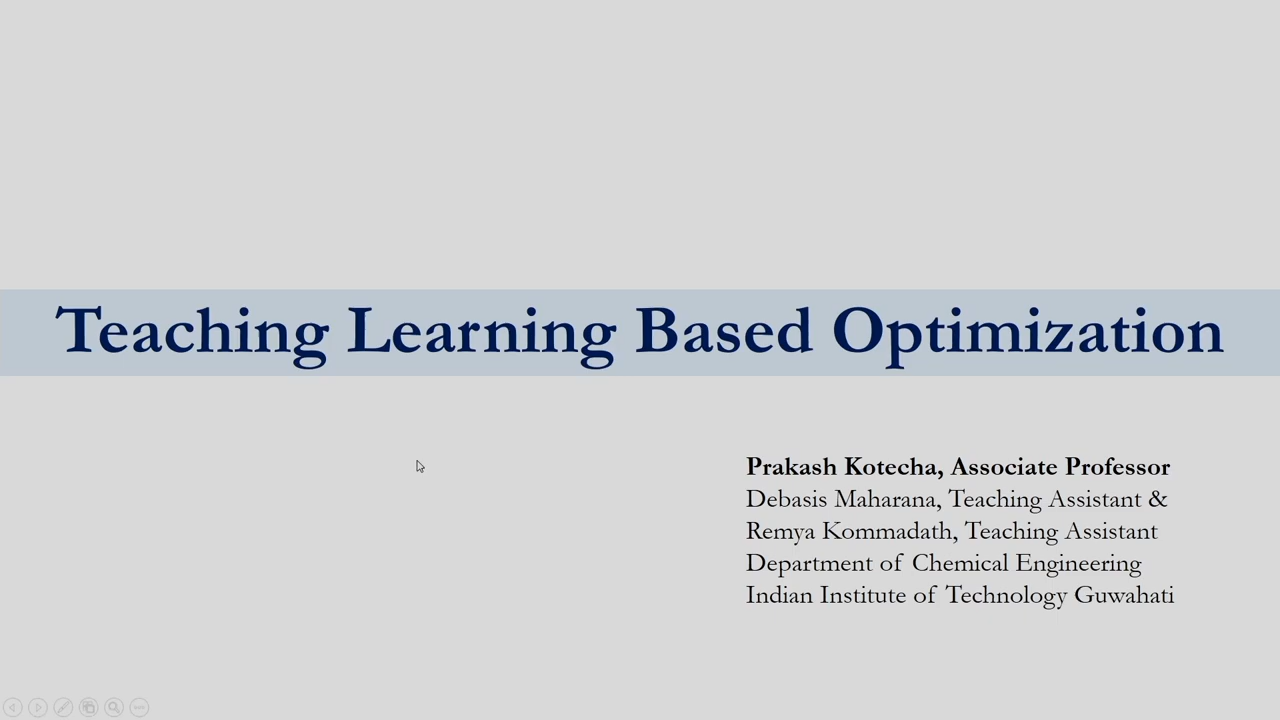 Teaching Learning Based Optimization
Prakash Kotecha, Associate Professor
Debasis Maharana, Teaching Assistant &
Remya Kommadath, Teaching Assistant
Department of Chemical Engineering
Indian Institute of Technology Guwahati